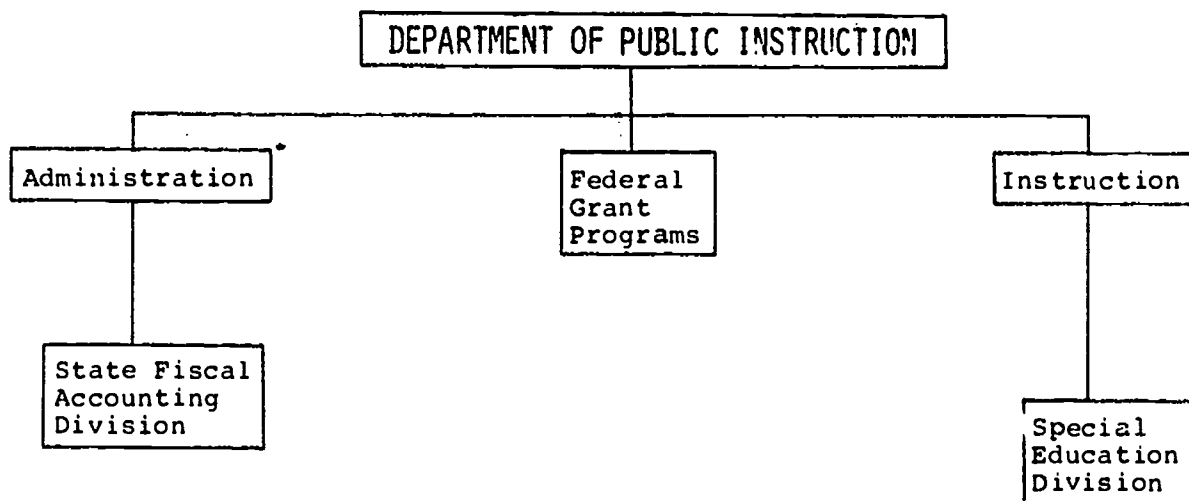 DEPARTMENT OF PUBLIC INSTRUCTION
Administration
Federal
Grant
Programs
Instruction
State Fiscal
Accounting
Division
Special
Education
Division